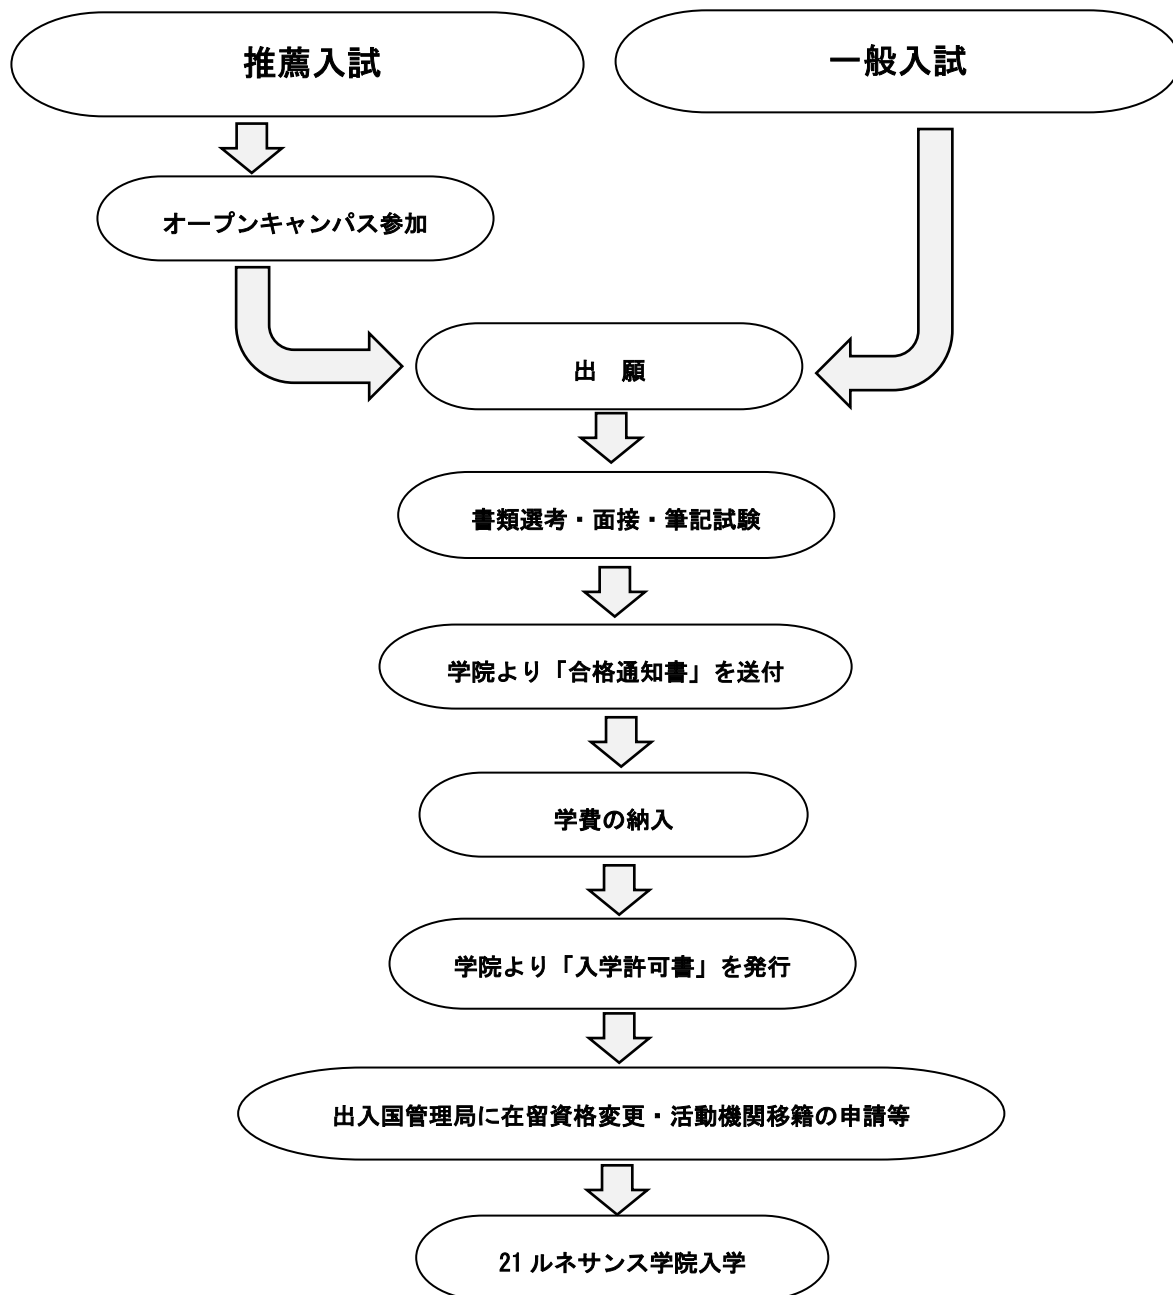 推薦入試
一般入試
オープンキャンパス参加
出　願
書類選考・面接・筆記試験
学院より「合格通知書」を送付
学費の納入
学院より「入学許可書」を発行
出入国管理局に在留資格変更・活動機関移籍の申請等
21 ルネサンス学院入学